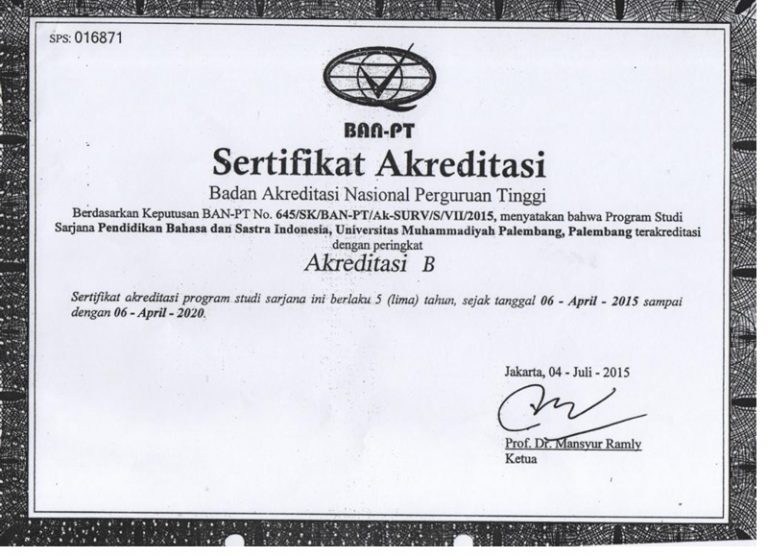 SPS: 016871
BAN-PT
Sertifikat Akreditasi
Badan Akreditasi Nasional Perguruan Tinggi
Berdasarkan Keputusan BAN-PT No. 645/SK/BAN-PT/Ak-SURV/S/VII/2015, menyatakan bahwa Program Studi
Sarjana Pendidikan Bahasa dan Sastra Indonesia, Universitas Muhammadiyah Palembang, Palembang terakreditasi
dengan peringkat
Akreditasi B
Sertifikat akreditasi program studi sarjana ini berlaku 5 (lima) tahun, sejak tanggal 06 - April - 2015 sampai
dengan 06 - April - 2020.
Jakarta, 04 - Juli - 2015
Prof. Dr. Mansyur Ramly
Ketua